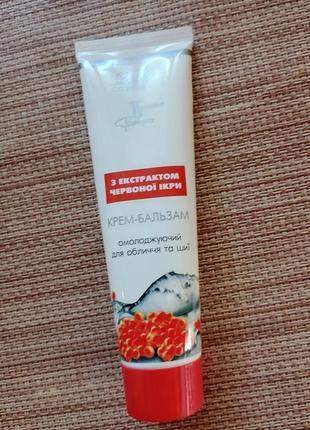 З ЕКСТРАКТОМ
ЧЕРВОНОЇ ІКРИ
КРЕМ-БАЛЬЗАМ
омолоджуючий
для обличчя та шиї